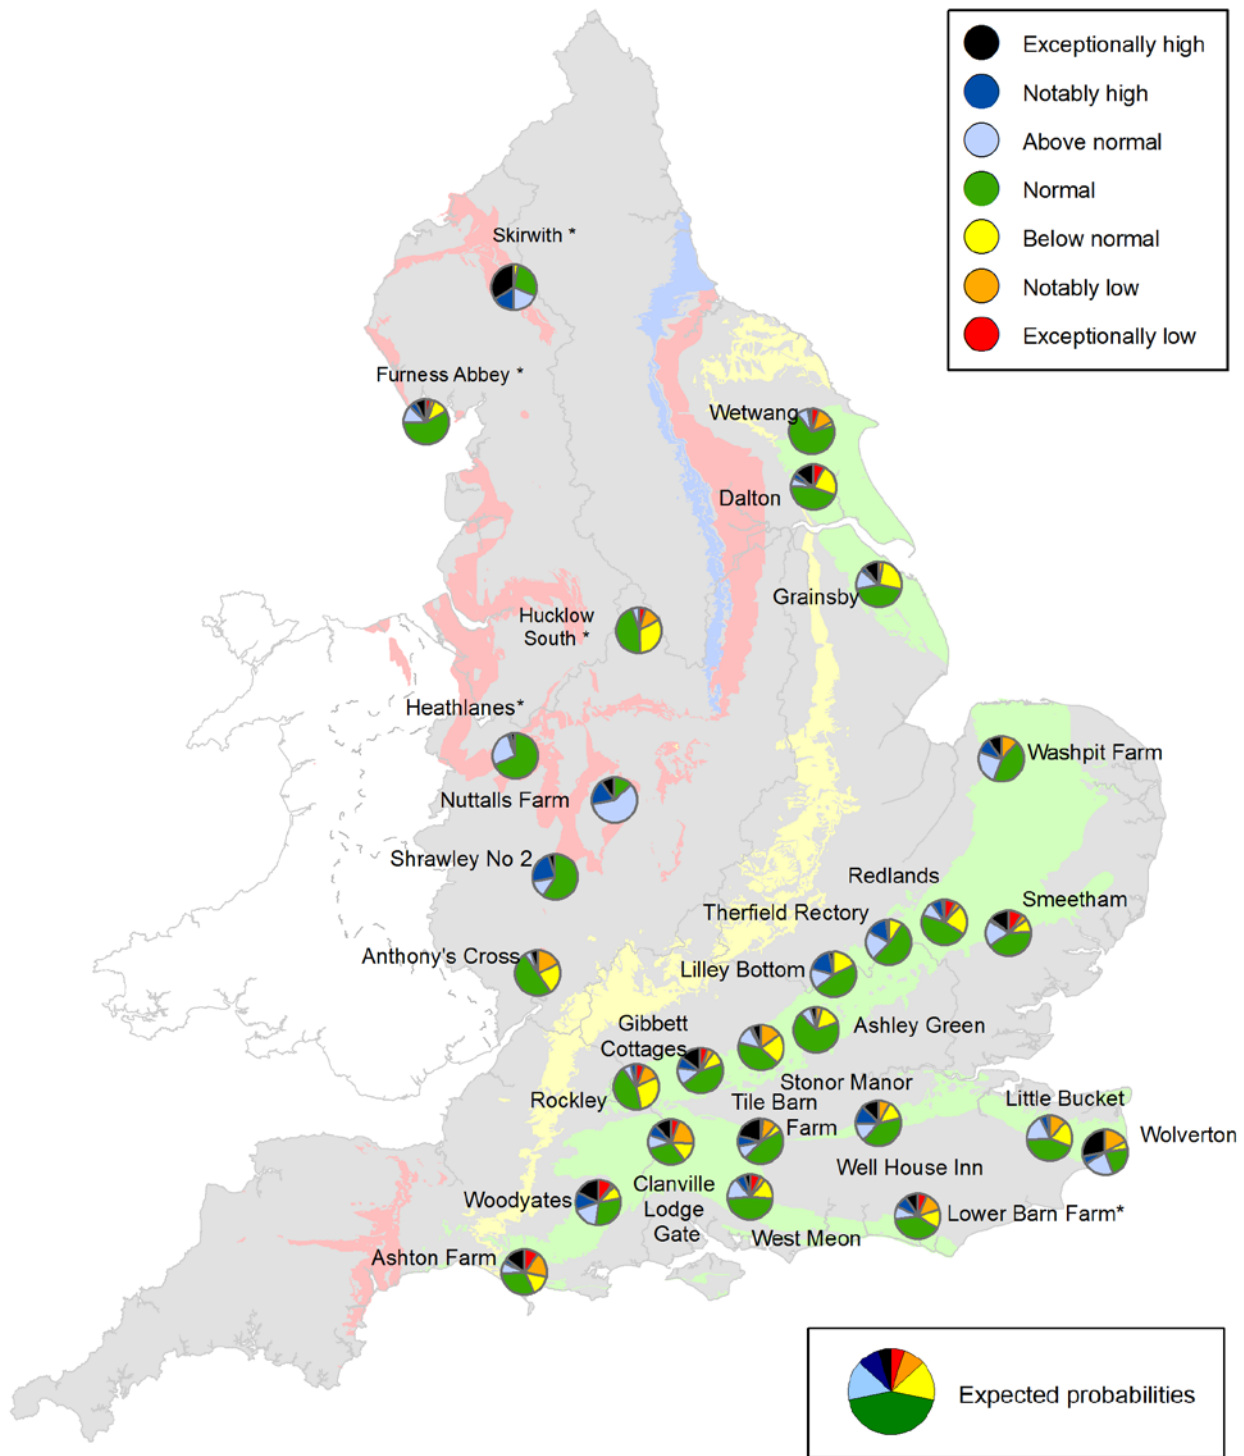 Exceptionally high
Notably high
Above normal
Normal
Below normal
Notably low
Exceptionally low
Skirwith *
Furness Abbey *
Wetwang
Dalton
Grainsby
Hucklow
South *
Heathlanes*
Nuttalls Farm
Washpit Farm
Shrawley No 2
Redlands
Smeetham
Therfield Rectory
Anthony's Cross
Lilley Bottom
Gibbett
Cottages
Ashley Green
Rockley
Stonor Manor
Tile Barn
Farm
Little Bucket
Wolverton
Well House Inn
Clanville
Lodge
Gate
Woodyates
Lower Barn Farm*
West Meon
Ashton Farm
Expected probabilities